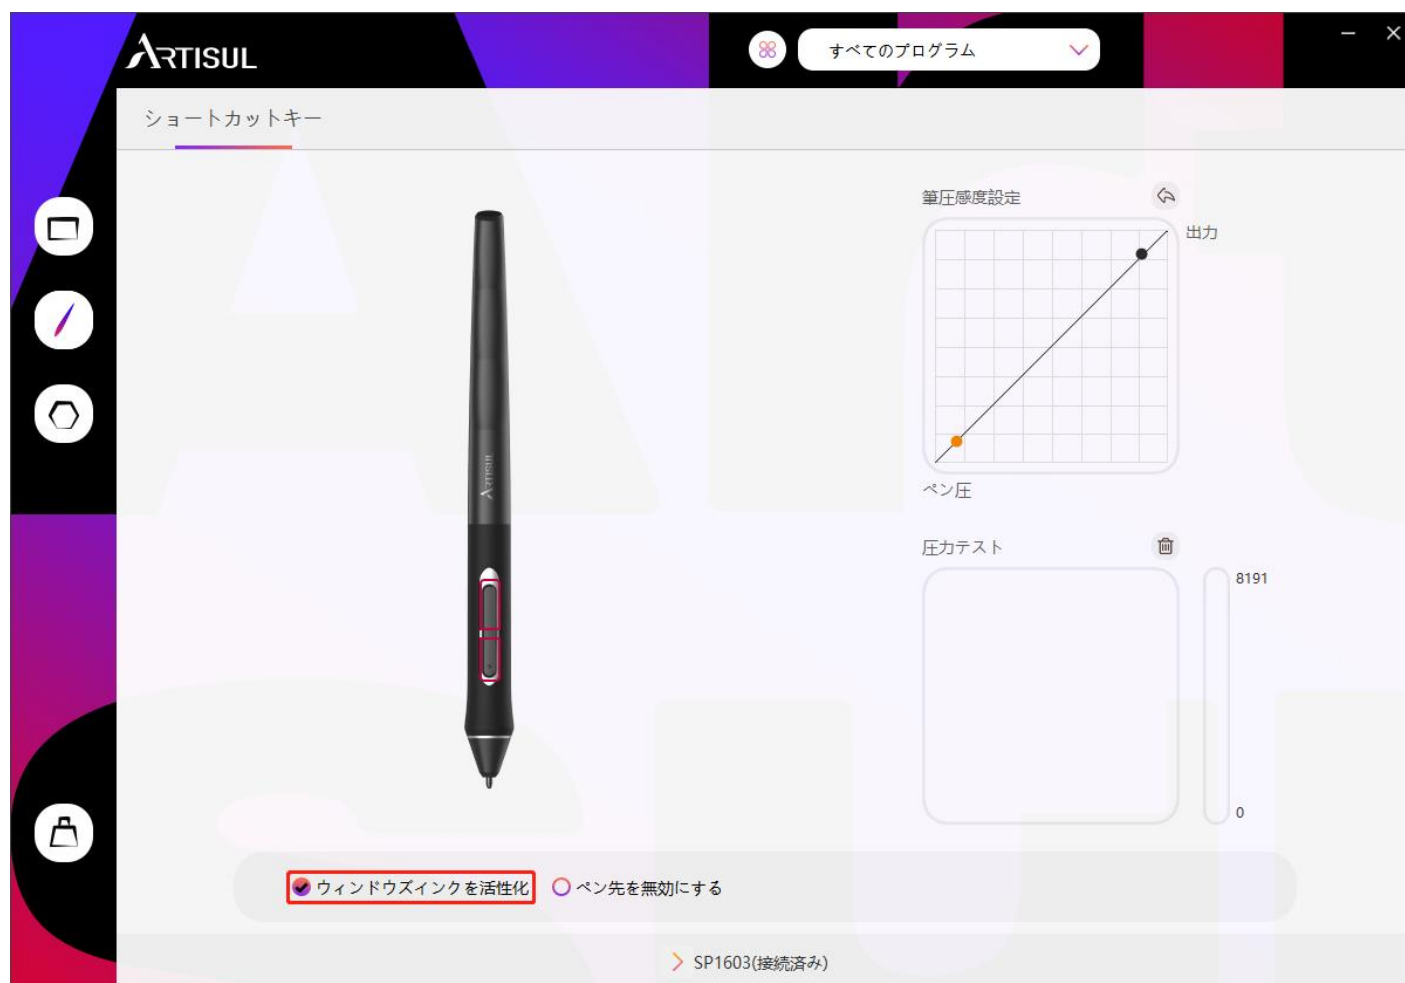 ARTISUL
すべてのプログラム
ショートカットキー
筆圧感度設定
出力
ペン圧
ARTISUL
圧力テスト
8191
0
ウィンドウズインクを活性化
ペン先を無効にする
SP1603(接続済み)